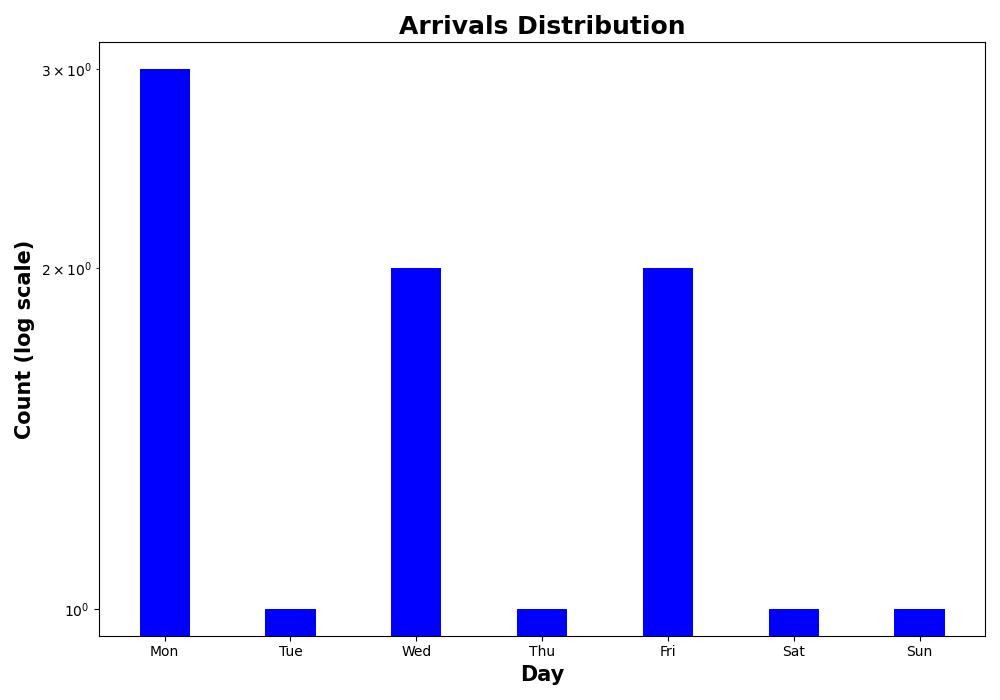 Arrivals Distribution
3 × 10⁰
2 × 10⁰
10⁰
Count (log scale)
Mon Tue Wed Thu Fri Sat Sun
Day